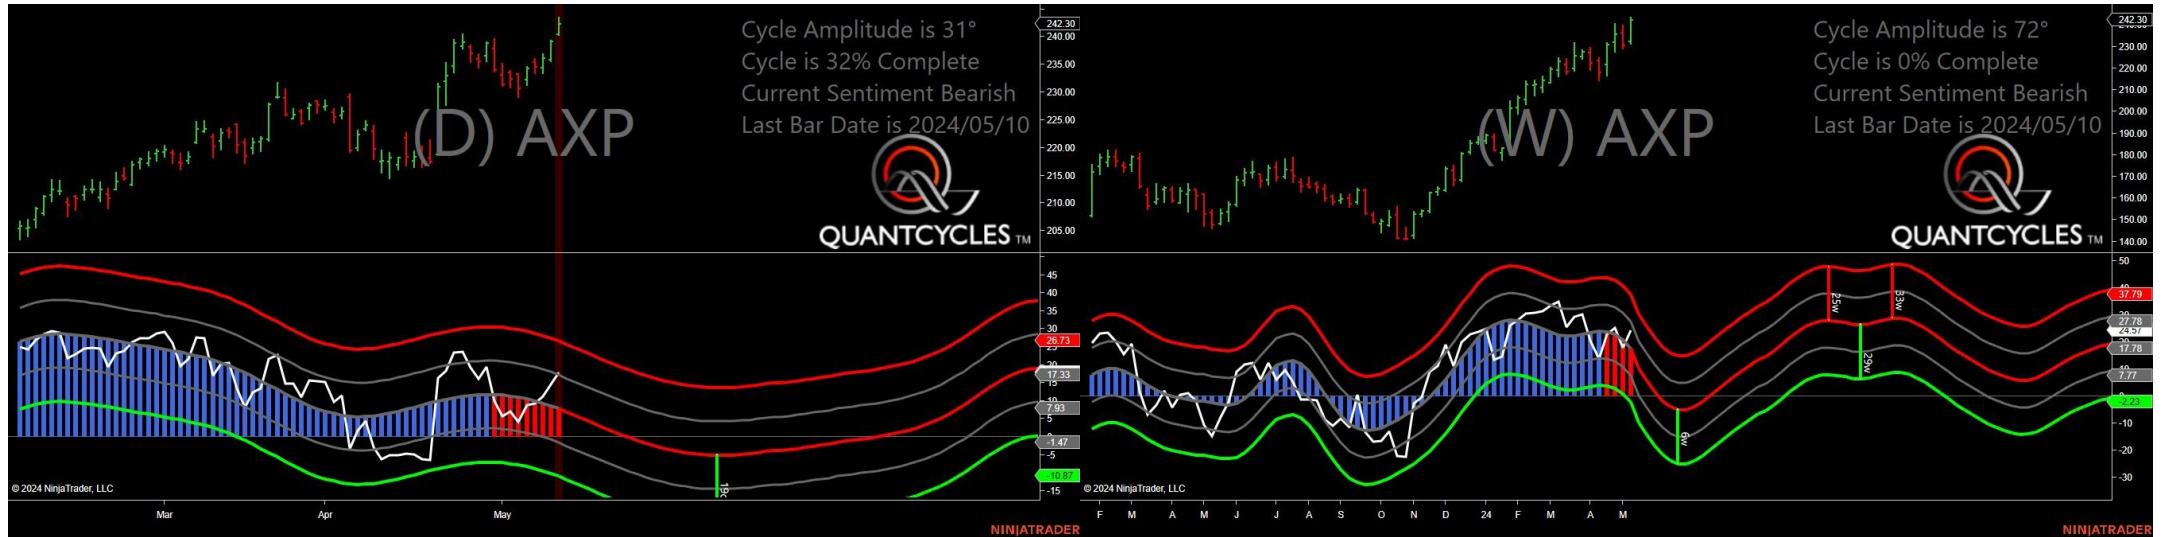 Cycle Amplitude is 31°
Cycle is 32% Complete
Current Sentiment Bearish
Last Bar Date is 2024/05/10
(D) AXP
QUANTCYCLES TM
242.30
240.00
235.00
230.00
225.00
220.00
215.00
210.00
205.00
45
40
35
30
26.73
17.33
15
10
7.93
5
-1.47
-5
-10.87
-15
19d
© 2024 NinjaTrader, LLC
Mar
Apr
May
NINJATRADER
Cycle Amplitude is 72°
Cycle is 0% Complete
Current Sentiment Bearish
Last Bar Date is 2024/05/10
(W) AXP
QUANTCYCLES TM
242.30
230.00
220.00
210.00
200.00
190.00
180.00
170.00
160.00
150.00
140.00
50
37.79
27.78
24.57
17.78
7.77
-2.23
-10
-20
-30
25w
33w
29w
6w
© 2024 NinjaTrader, LLC
F M A M J J A S O N D 24 F M A M
NINJATRADER